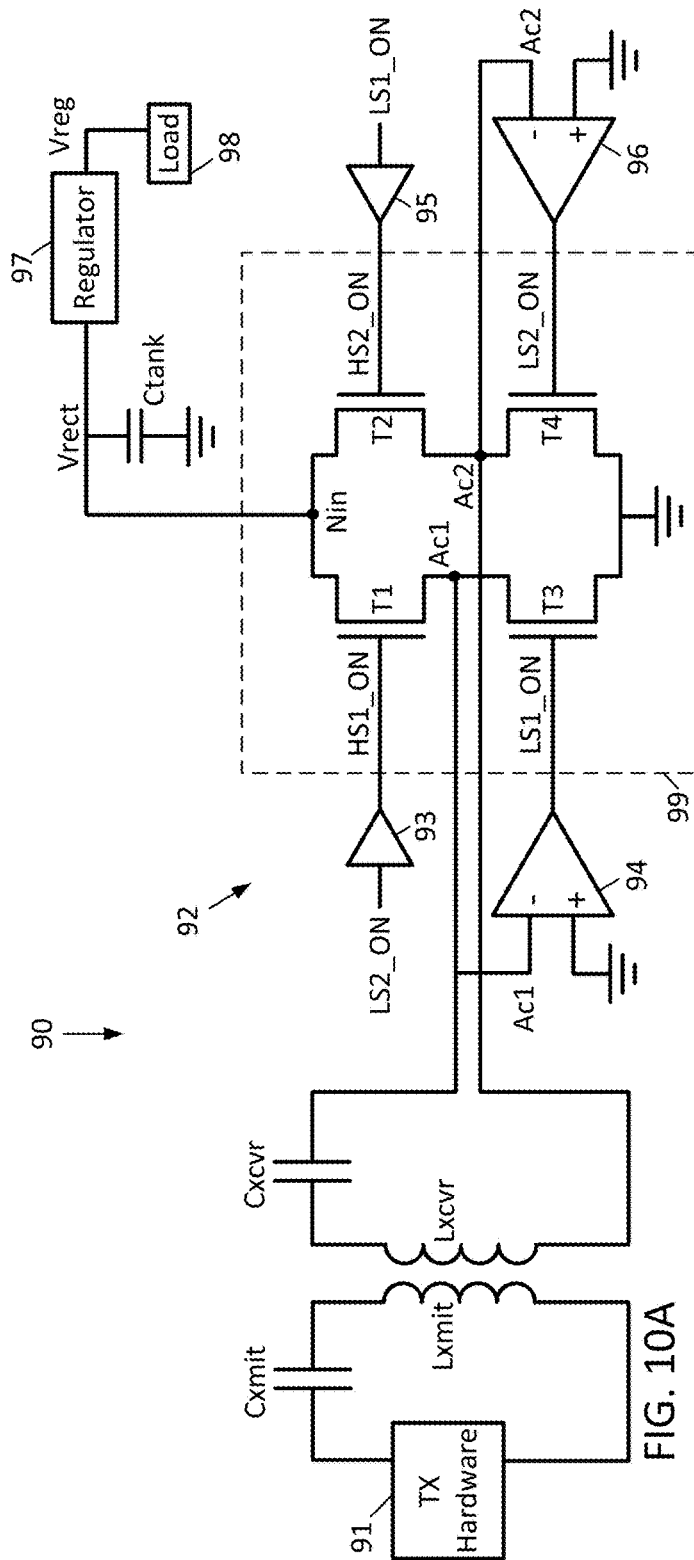 90
92
91
TX
Hardware
Cxmit
Lxmit
Lxcvr
Cxcvr
LS2_ON
93
HS1_ON
Ac1
-
+
94
LS1_ON
99
T1
T3
Ac1
Nin
Ac2
T2
T4
HS2_ON
LS2_ON
95
LS1_ON
-
+
96
Ac2
Vrect
Ctank
97
Regulator
Vreg
Load
98
FIG. 10A